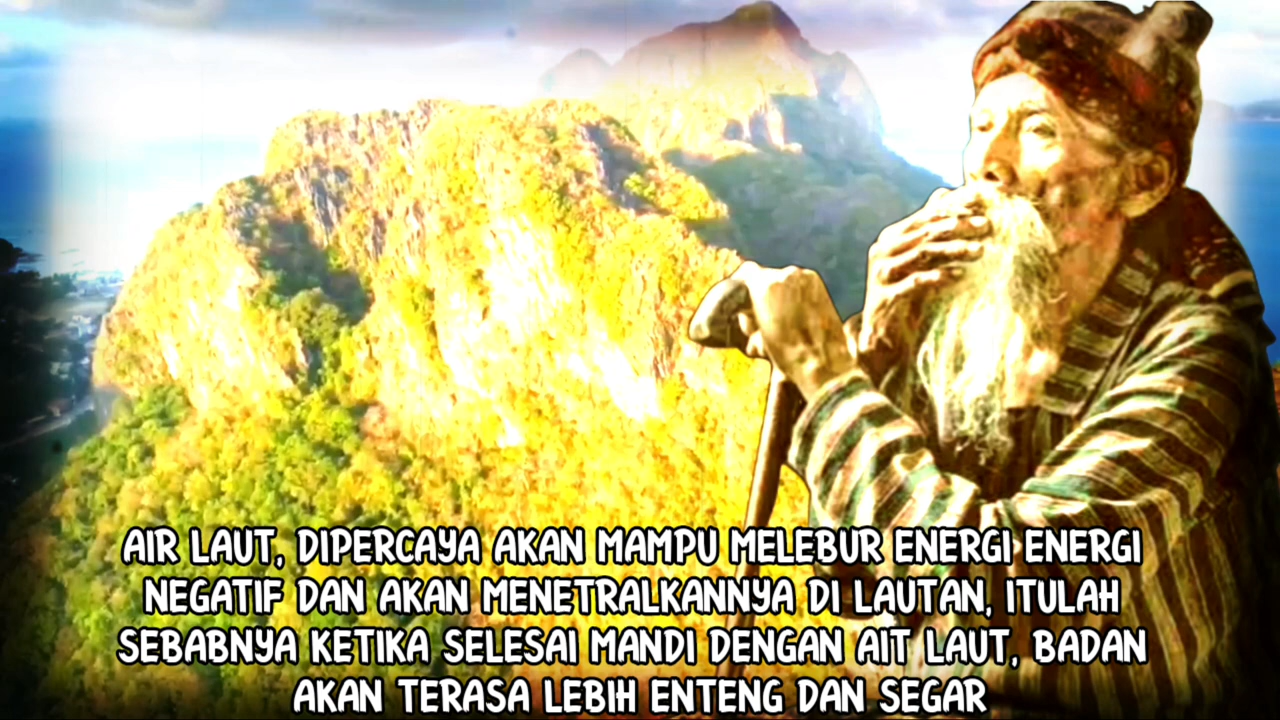 AIR LAUT, DIPERCAYA AKAN MAMPU MELEBUR ENERGI ENERGI
NEGATIF DAN AKAN MENETRALKANNYA DI LAUTAN, ITULAH
SEBABNYA KETIKA SELESAI MANDI DENGAN AIT LAUT, BADAN
AKAN TERASA LEBIH ENTENG DAN SEGAR